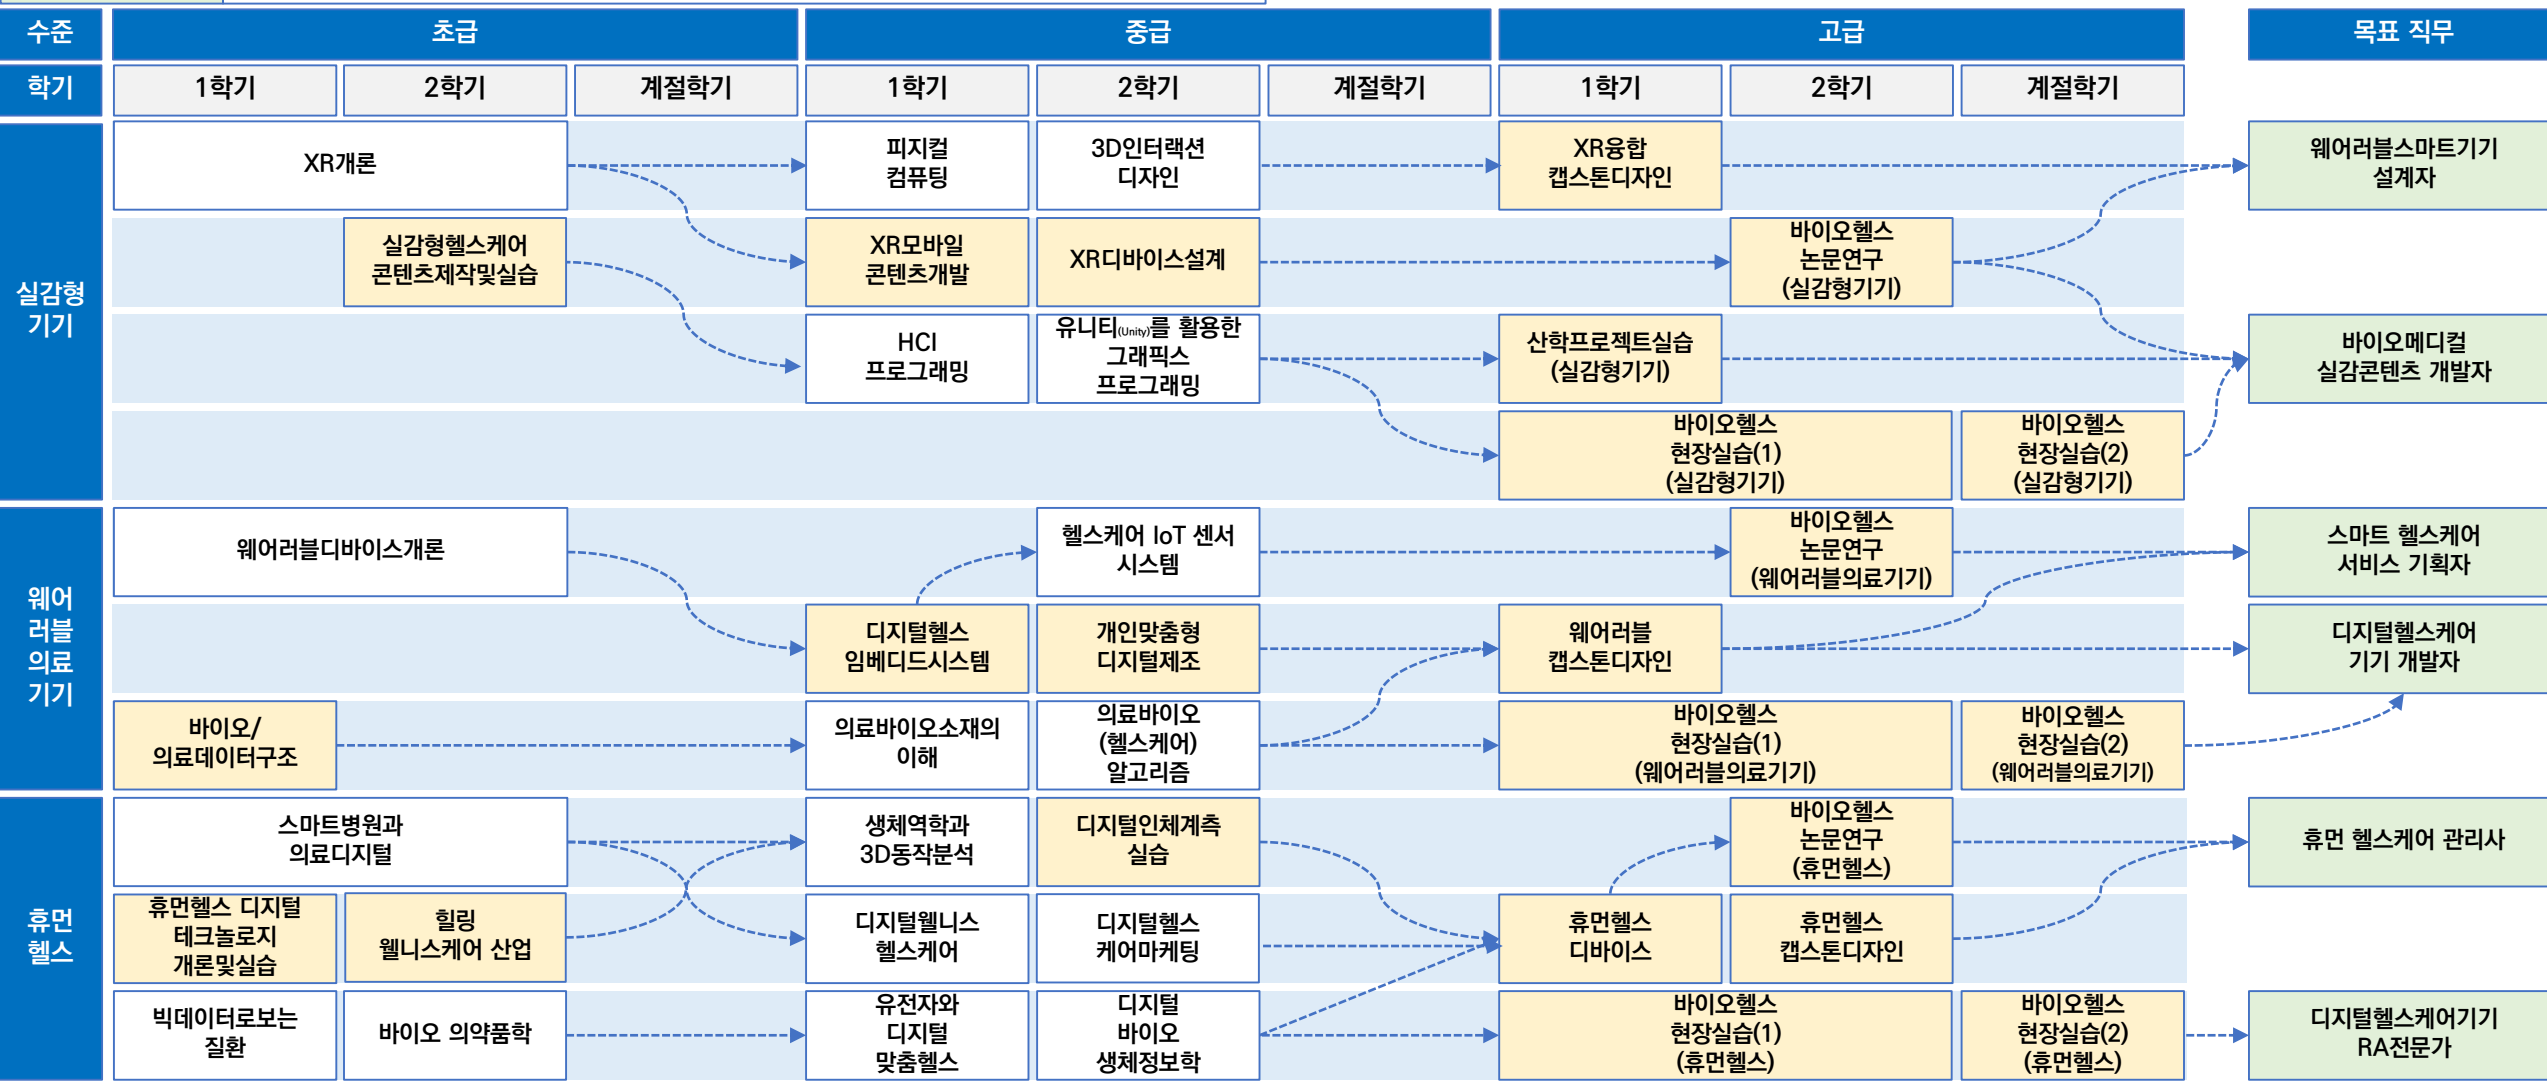 수준
초급
중급
고급
목표 직무
학기
1학기
2학기
계절학기
1학기
2학기
계절학기
1학기
2학기
계절학기
실감형
기기
XR개론
피지컬
컴퓨팅
3D인터랙션
디자인
XR융합
캡스톤디자인
웨어러블스마트기기
설계자
실감형헬스케어
콘텐츠제작및실습
XR모바일
콘텐츠개발
XR디바이스설계
바이오헬스
논문연구
(실감형기기)
HCI
프로그래밍
유니티(Unity)를 활용한
그래픽스
프로그래밍
산학프로젝트실습
(실감형기기)
바이오메디컬
실감콘텐츠 개발자
바이오헬스
현장실습(1)
(실감형기기)
바이오헬스
현장실습(2)
(실감형기기)
웨어
러블
의료
기기
웨어러블디바이스개론
헬스케어 IoT 센서
시스템
바이오헬스
논문연구
(웨어러블의료기기)
스마트 헬스케어
서비스 기획자
디지털헬스
임베디드시스템
개인맞춤형
디지털제조
웨어러블
캡스톤디자인
디지털헬스케어
기기 개발자
바이오/
의료데이터구조
의료바이오소재의
이해
의료바이오
(헬스케어)
알고리즘
바이오헬스
현장실습(1)
(웨어러블의료기기)
바이오헬스
현장실습(2)
(웨어러블의료기기)
휴먼
헬스
스마트병원과
의료디지털
생체역학과
3D동작분석
디지털인체계측
실습
바이오헬스
논문연구
(휴먼헬스)
휴먼 헬스케어 관리사
휴먼헬스 디지털
테크놀로지
개론및실습
힐링
웰니스케어 산업
디지털웰니스
헬스케어
디지털헬스
케어마케팅
휴먼헬스
디바이스
휴먼헬스
캡스톤디자인
빅데이터로보는
질환
바이오 의약품학
유전자와
디지털
맞춤헬스
디지털
바이오
생체정보학
바이오헬스
현장실습(1)
(휴먼헬스)
바이오헬스
현장실습(2)
(휴먼헬스)
디지털헬스케어기기
RA전문가